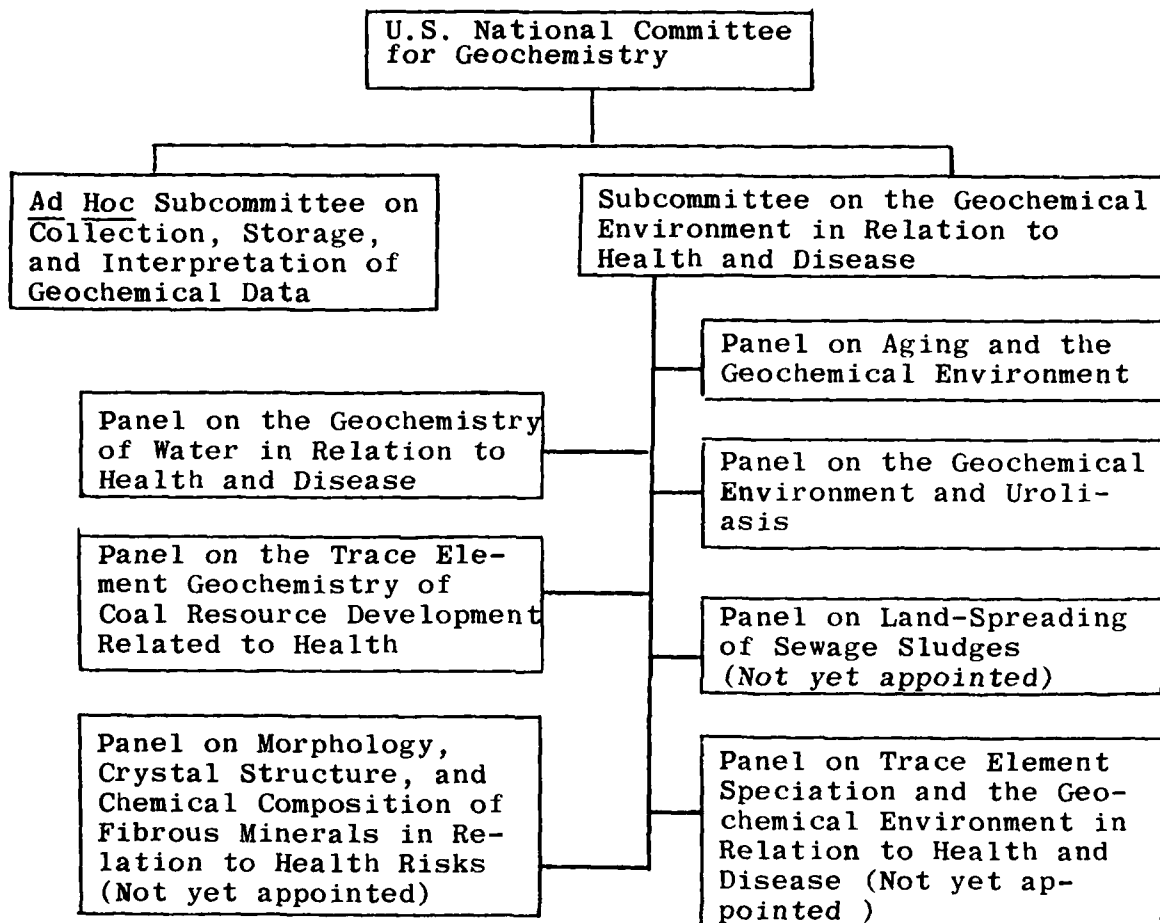 U.S. National Committee
for Geochemistry
Ad Hoc Subcommittee on
Collection, Storage,
and Interpretation of
Geochemical Data
Subcommittee on the Geochemical
Environment in Relation to
Health and Disease
Panel on Aging and the
Geochemical Environment
Panel on the Geochemistry
of Water in Relation to
Health and Disease
Panel on the Geochemical
Environment and Uroli-
asis
Panel on the Trace Ele-
ment Geochemistry of
Coal Resource Development
Related to Health
Panel on Land-Spreading
of Sewage Sludges
(Not yet appointed)
Panel on Morphology,
Crystal Structure, and
Chemical Composition of
Fibrous Minerals in Re-
lation to Health Risks
(Not yet appointed)
Panel on Trace Element
Speciation and the Geo-
chemical Environment in
Relation to Health and
Disease (Not yet ap-
pointed )